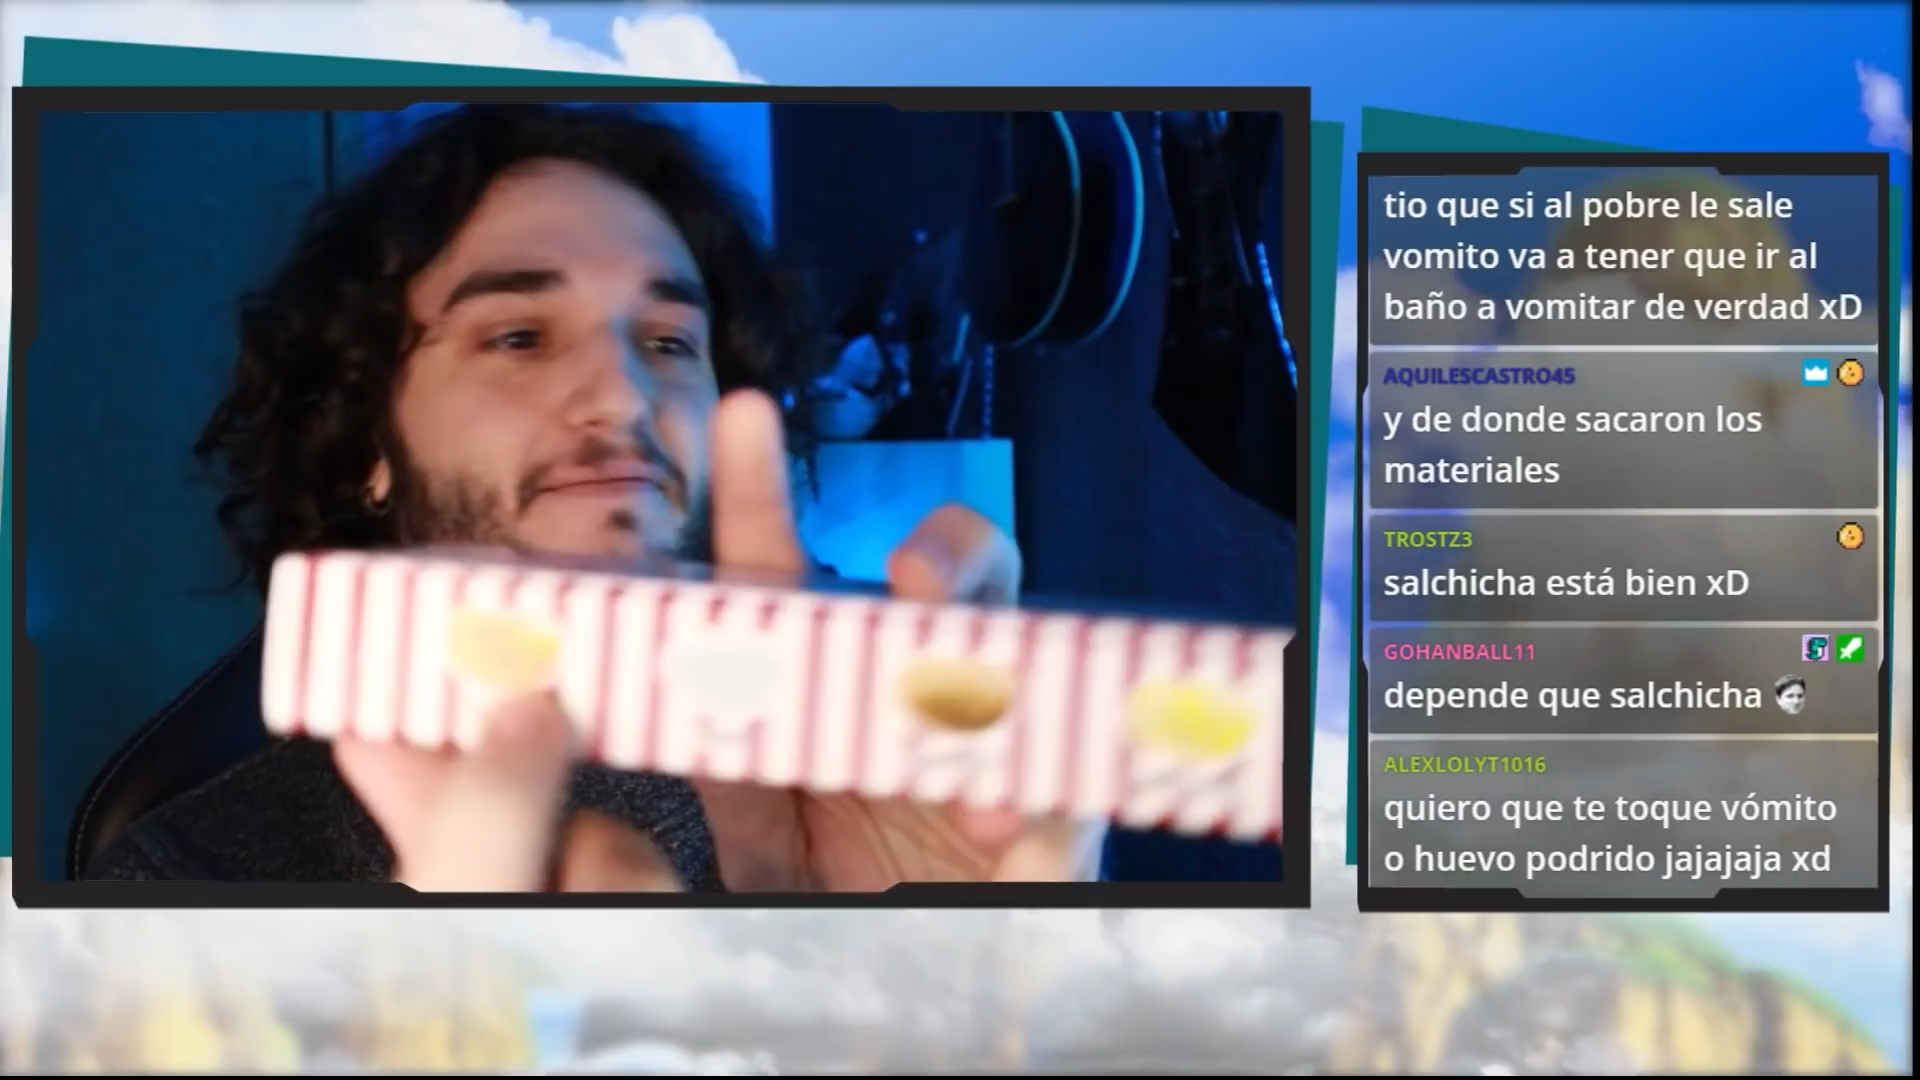 tio que si al pobre le sale
vomito va a tener que ir al
baño a vomitar de verdad xD
AQUILESCASTRO45
y de donde sacaron los
materiales
TROSTZ3
salchicha está bien xD
GOHANBALL11
depende que salchicha
ALEXLOLYT1016
quiero que te toque vómito
o huevo podrido jajajaja xd